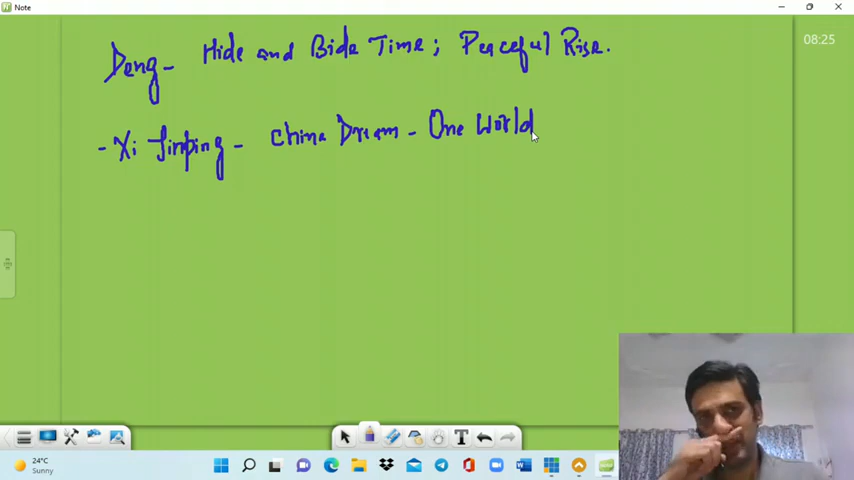 Note
08:25
Deng - Hide and Bide Time ; Peaceful Rise.
- Xi Jinping - China Dream - One World
24°C
Sunny